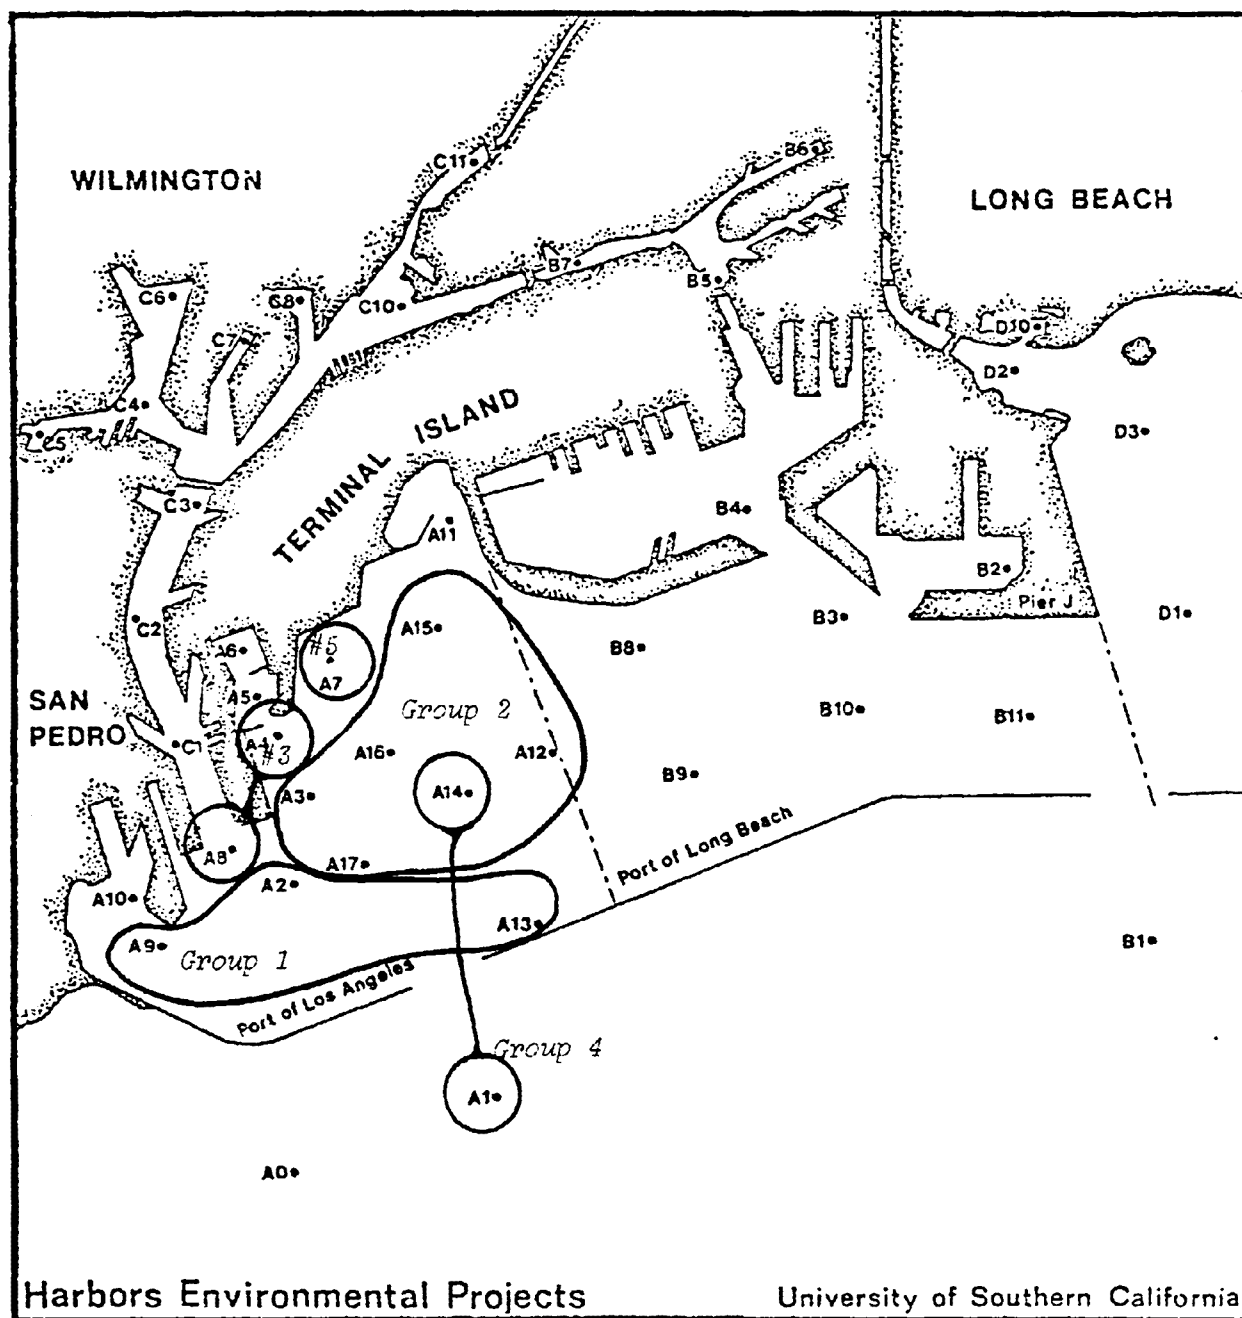 B6
C11
WILMINGTON
LONG BEACH
B7
B5
C6
C8
C10
D10
C7
D2
C4
TERMINAL ISLAND
C5
D3
C3
B4
A11
B2
Pier J
C2
A15
B3
D1
#5
A6
B8
A7
SAN
PEDRO
A5
Group 2
B10
B11
C1
A4
#3
A16
A12
B9
A3
A14
Port of Long Beach
A8
A17
A2
A10
A13
A9
Group 1
B1
Port of Los Angeles
Group 4
A1
A0
Harbors Environmental Projects
University of Southern California